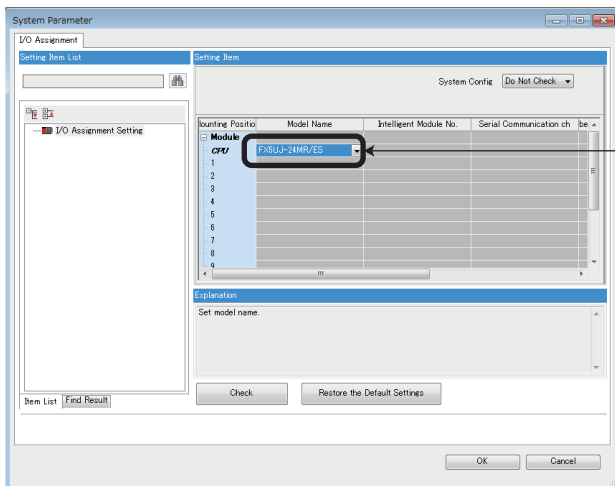 System Parameter
I/O Assignment
Setting Item List
Setting Item
System Config Do Not Check
I/O Assignment Setting
lounting Positio Model Name Intelligent Module No. Serial Communication ch be
Module
CPU FX5UJ-24MR/ES
1
2
3
4
5
6
7
8
9
Explanation
Set model name.
Check Restore the Default Settings
Item List Find Result
OK Cancel